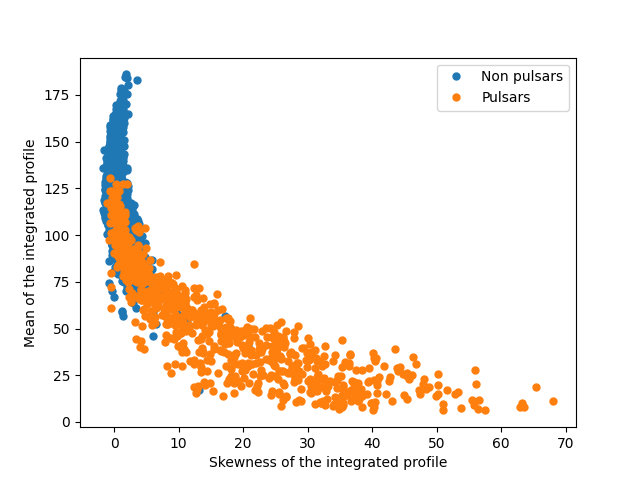 Non pulsars
Pulsars
175
150
125
100
75
50
25
0
Mean of the integrated profile
0 10 20 30 40 50 60 70
Skewness of the integrated profile